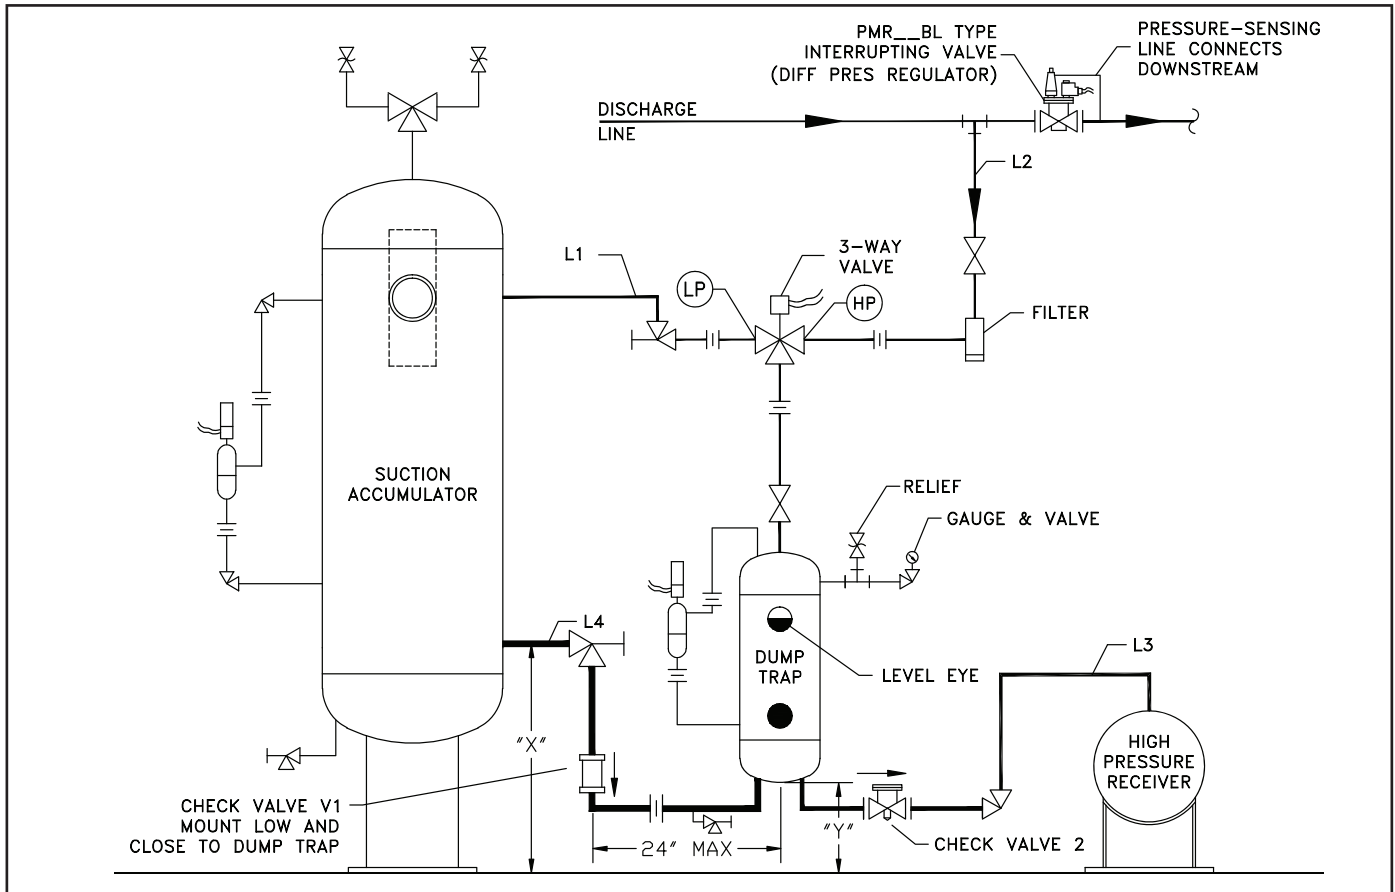 PMR__BL TYPE
INTERRUPTING VALVE
(DIFF PRES REGULATOR)
PRESSURE-SENSING
LINE CONNECTS
DOWNSTREAM
DISCHARGE
LINE
L2
L1
3-WAY
VALVE
LP
HP
FILTER
SUCTION
ACCUMULATOR
RELIEF
GAUGE & VALVE
L4
DUMP
TRAP
LEVEL EYE
L3
"X"
HIGH
PRESSURE
RECEIVER
CHECK VALVE V1
MOUNT LOW AND
CLOSE TO DUMP TRAP
24" MAX
"Y"
CHECK VALVE 2